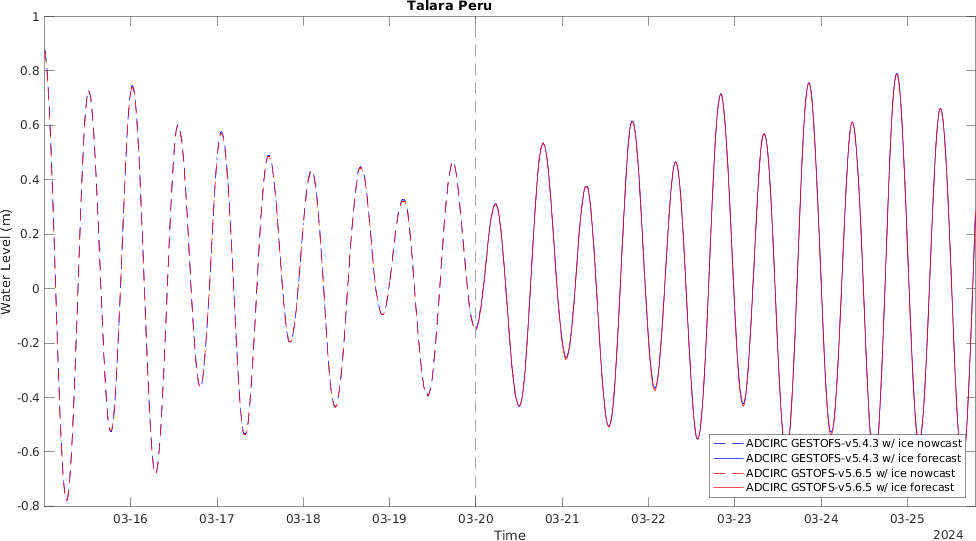 Talara Peru
Water Level (m)
1
0.8
0.6
0.4
0.2
0
-0.2
-0.4
-0.6
-0.8
ADCIRC GESTOFS-v5.4.3 w/ ice nowcast
ADCIRC GESTOFS-v5.4.3 w/ ice forecast
ADCIRC GSTOFS-v5.6.5 w/ ice nowcast
ADCIRC GSTOFS-v5.6.5 w/ ice forecast
03-16 03-17 03-18 03-19 03-20 03-21 03-22 03-23 03-24 03-25
Time
2024